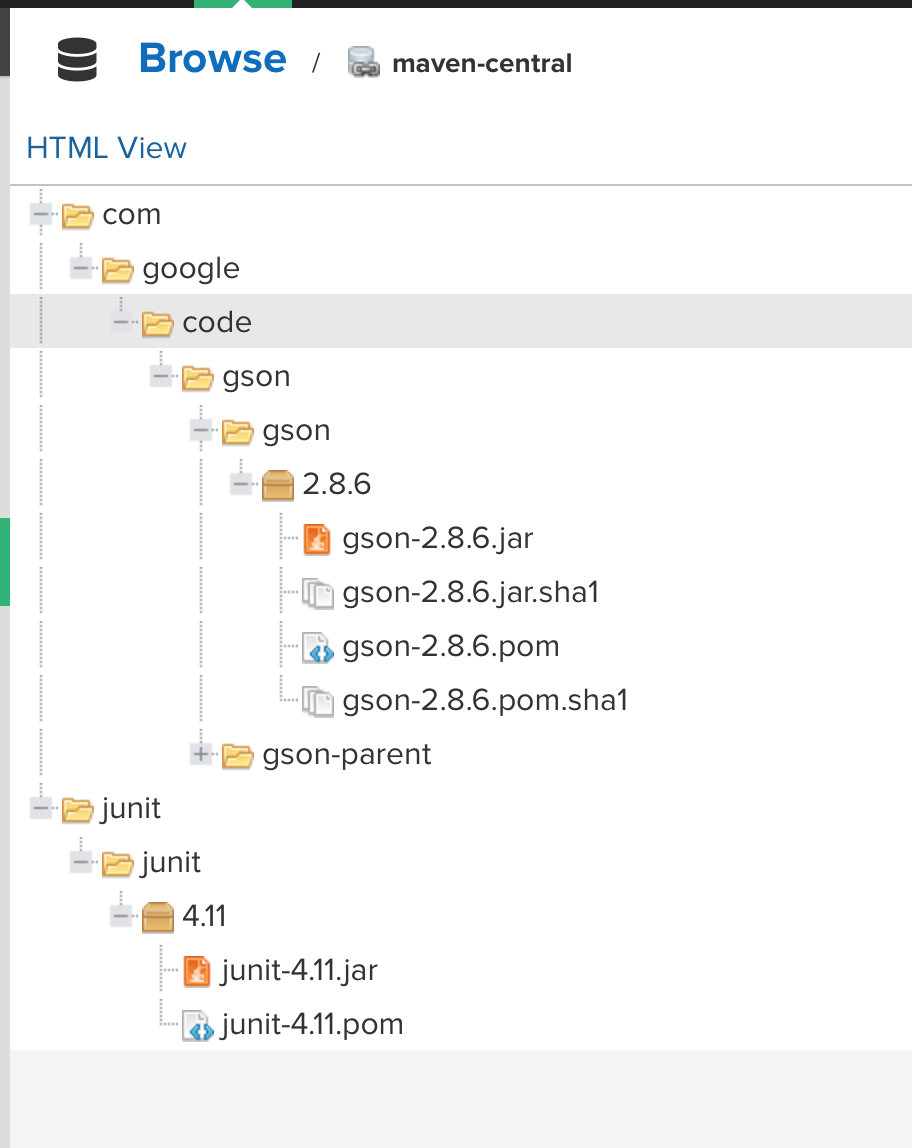 Browse / maven-central
HTML View
com
google
code
gson
gson
2.8.6
gson-2.8.6.jar
gson-2.8.6.jar.sha1
gson-2.8.6.pom
gson-2.8.6.pom.sha1
gson-parent
junit
junit
4.11
junit-4.11.jar
junit-4.11.pom